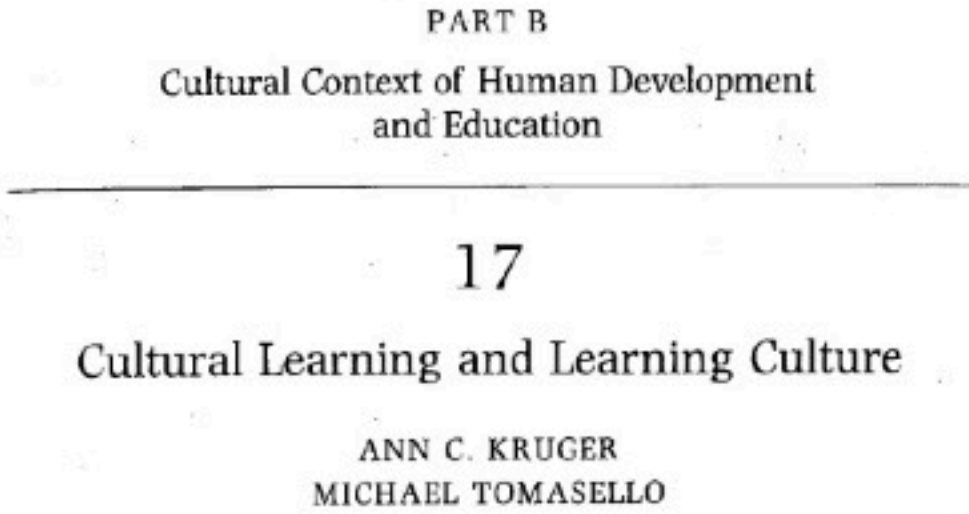 PART B
Cultural Context of Human Development
and Education
17
Cultural Learning and Learning Culture
ANN C. KRUGER
MICHAEL TOMASELLO